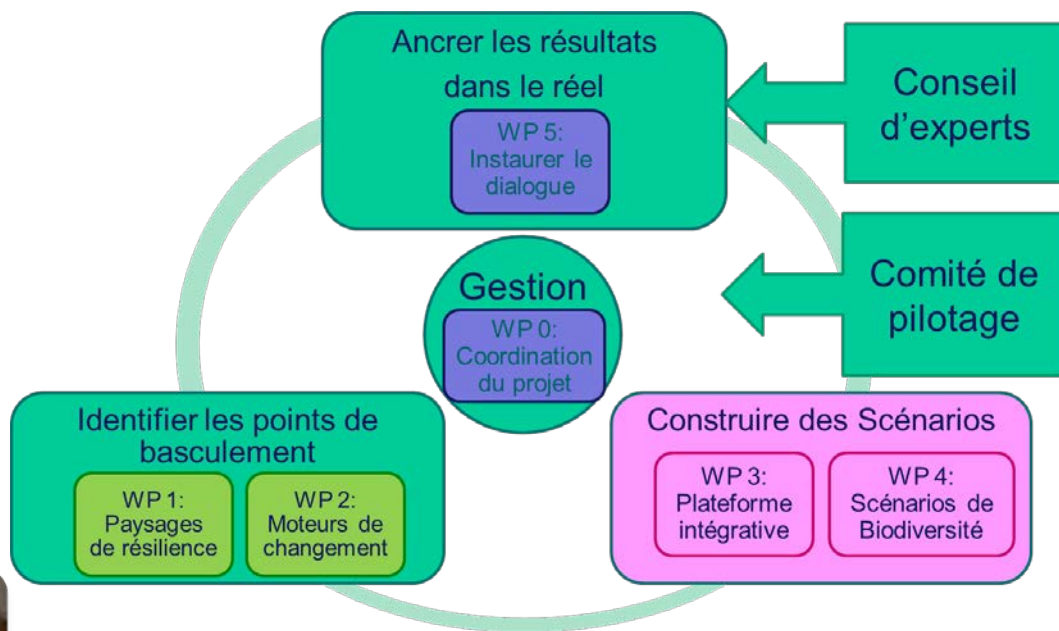 Ancrer les résultats
dans le réel
WP 5:
Instaurer le
dialogue
Conseil
d'experts
Gestion
WP 0:
Coordination
du projet
Comité de
pilotage
Identifier les points de
basculement
WP 1:
Paysages
de résilience
WP 2:
Moteurs de
changement
Construire des Scénarios
WP 3:
Plateforme
intégrative
WP 4:
Scénarios de
Biodiversité